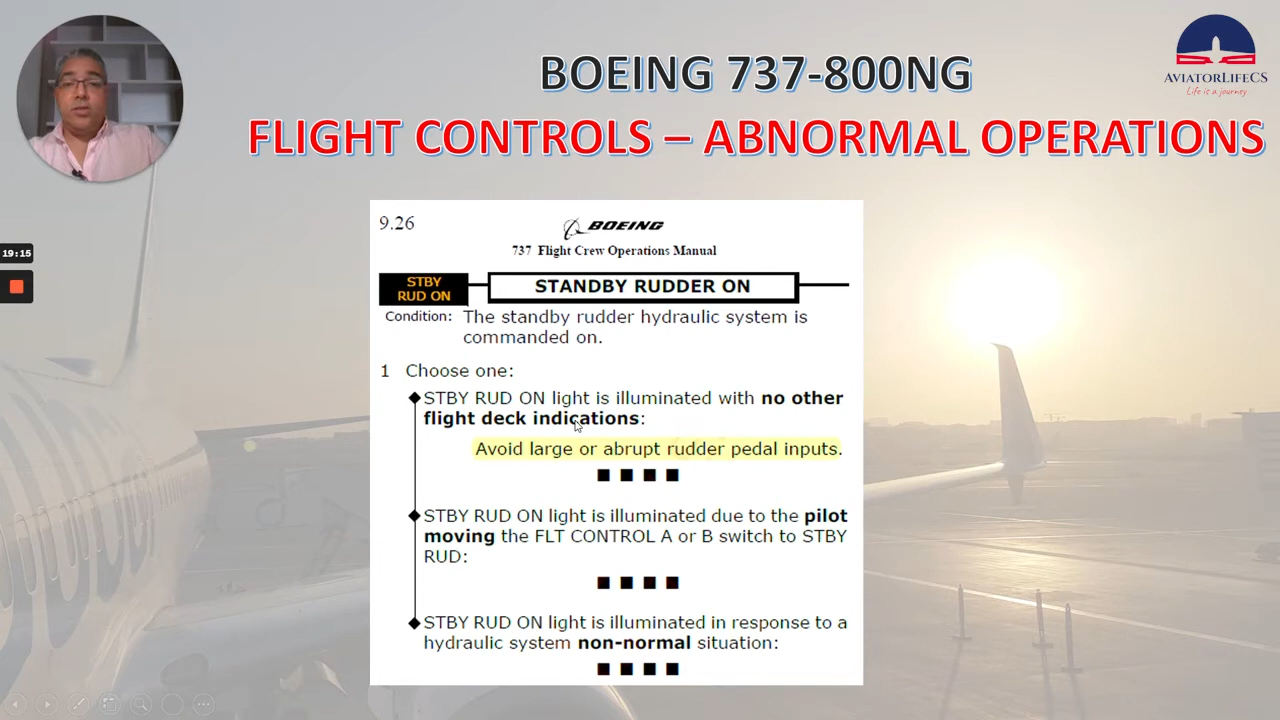 BOEING 737-800NG
FLIGHT CONTROLS – ABNORMAL OPERATIONS
AVIATORLIFECS
Life is a journey
19:15
9.26
BOEING
737 Flight Crew Operations Manual
STBY
RUD ON
STANDBY RUDDER ON
Condition: The standby rudder hydraulic system is
commanded on.
1 Choose one:
STBY RUD ON light is illuminated with no other
flight deck indications:
Avoid large or abrupt rudder pedal inputs.
STBY RUD ON light is illuminated due to the pilot
moving the FLT CONTROL A or B switch to STBY
RUD:
STBY RUD ON light is illuminated in response to a
hydraulic system non-normal situation: